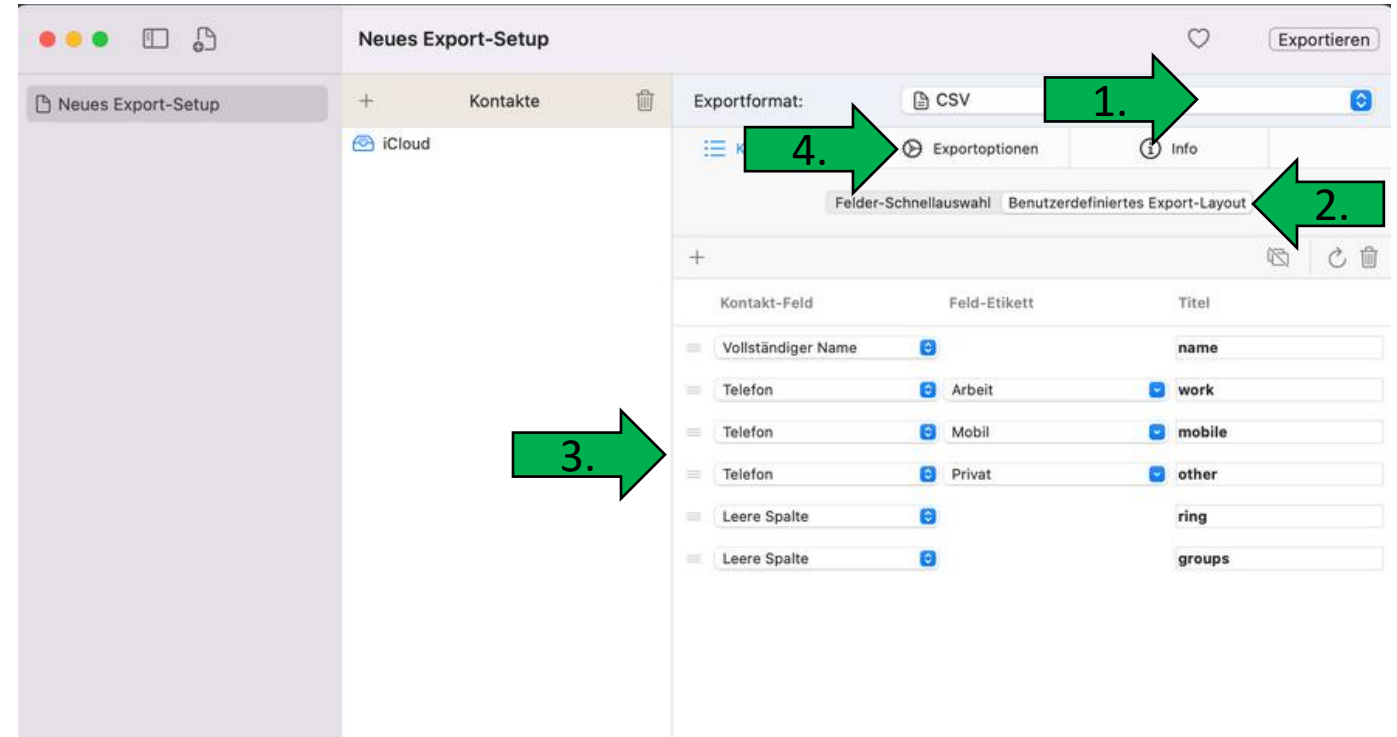 Neues Export-Setup
Exportieren
Neues Export-Setup
Kontakte
Exportformat:
CSV
1.
iCloud
K
4.
Exportoptionen
Info
Felder-Schnellauswahl
Benutzerdefiniertes Export-Layout
2.
Kontakt-Feld
Feld-Etikett
Titel
Vollständiger Name
name
Telefon
Arbeit
work
Telefon
Mobil
mobile
3.
Telefon
Privat
other
Leere Spalte
ring
Leere Spalte
groups